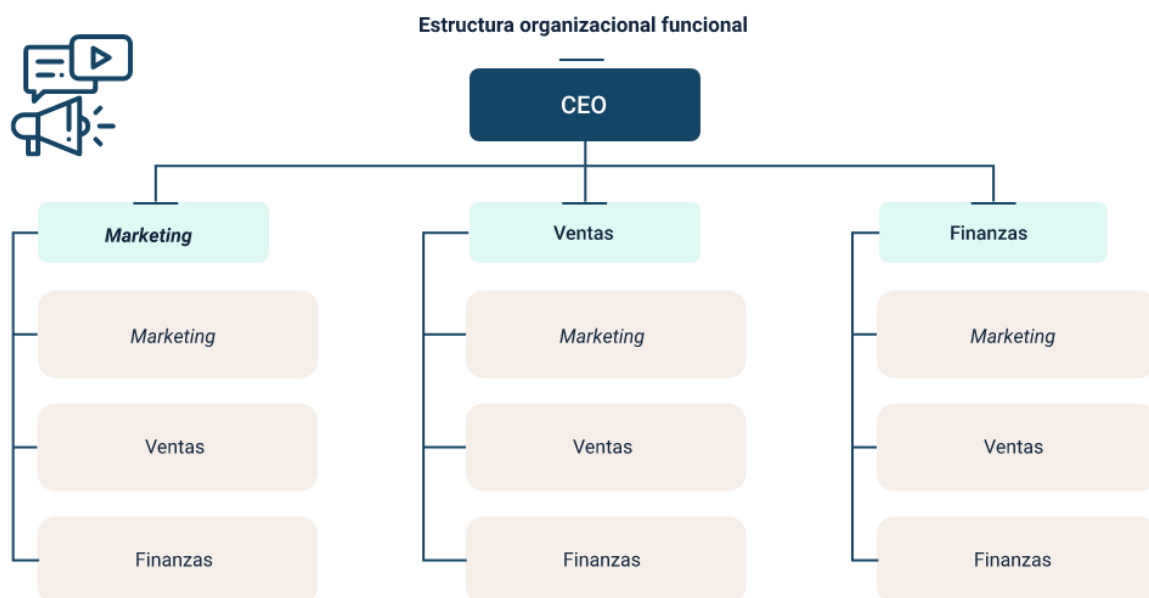 Estructura organizacional funcional
CEO
Marketing
Ventas
Finanzas
Marketing
Marketing
Marketing
Ventas
Ventas
Ventas
Finanzas
Finanzas
Finanzas